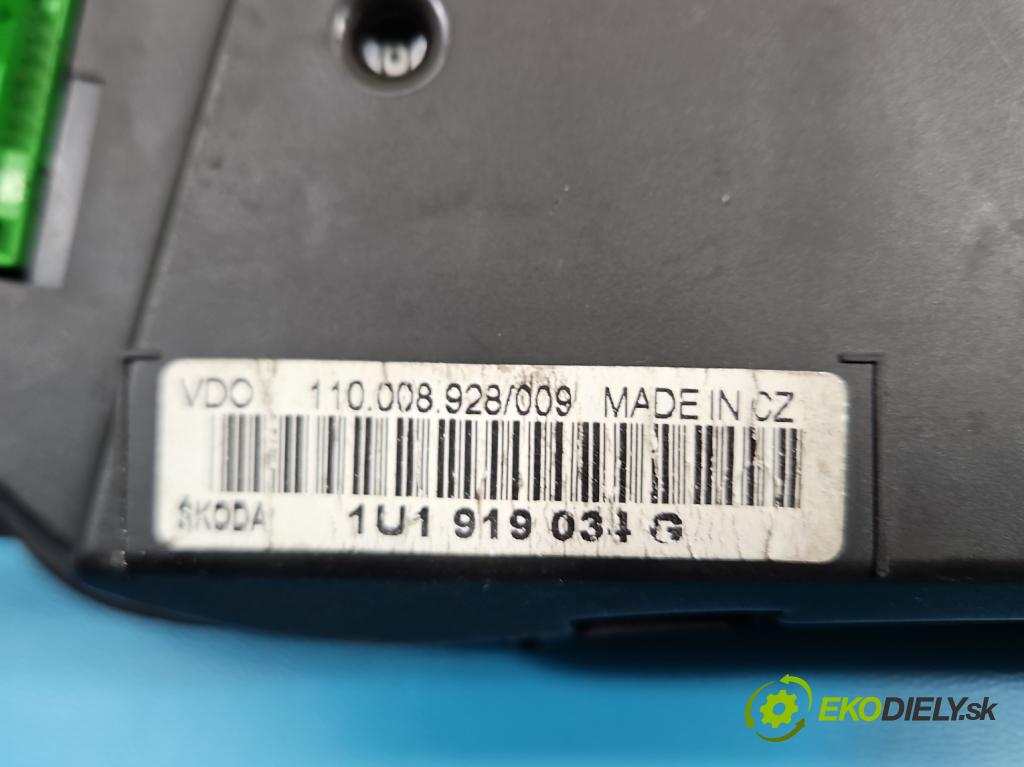 VDO 110.008.928/009 MADE IN CZ
ŠKODA 1U1 919 034 G
EKODIELY.sk